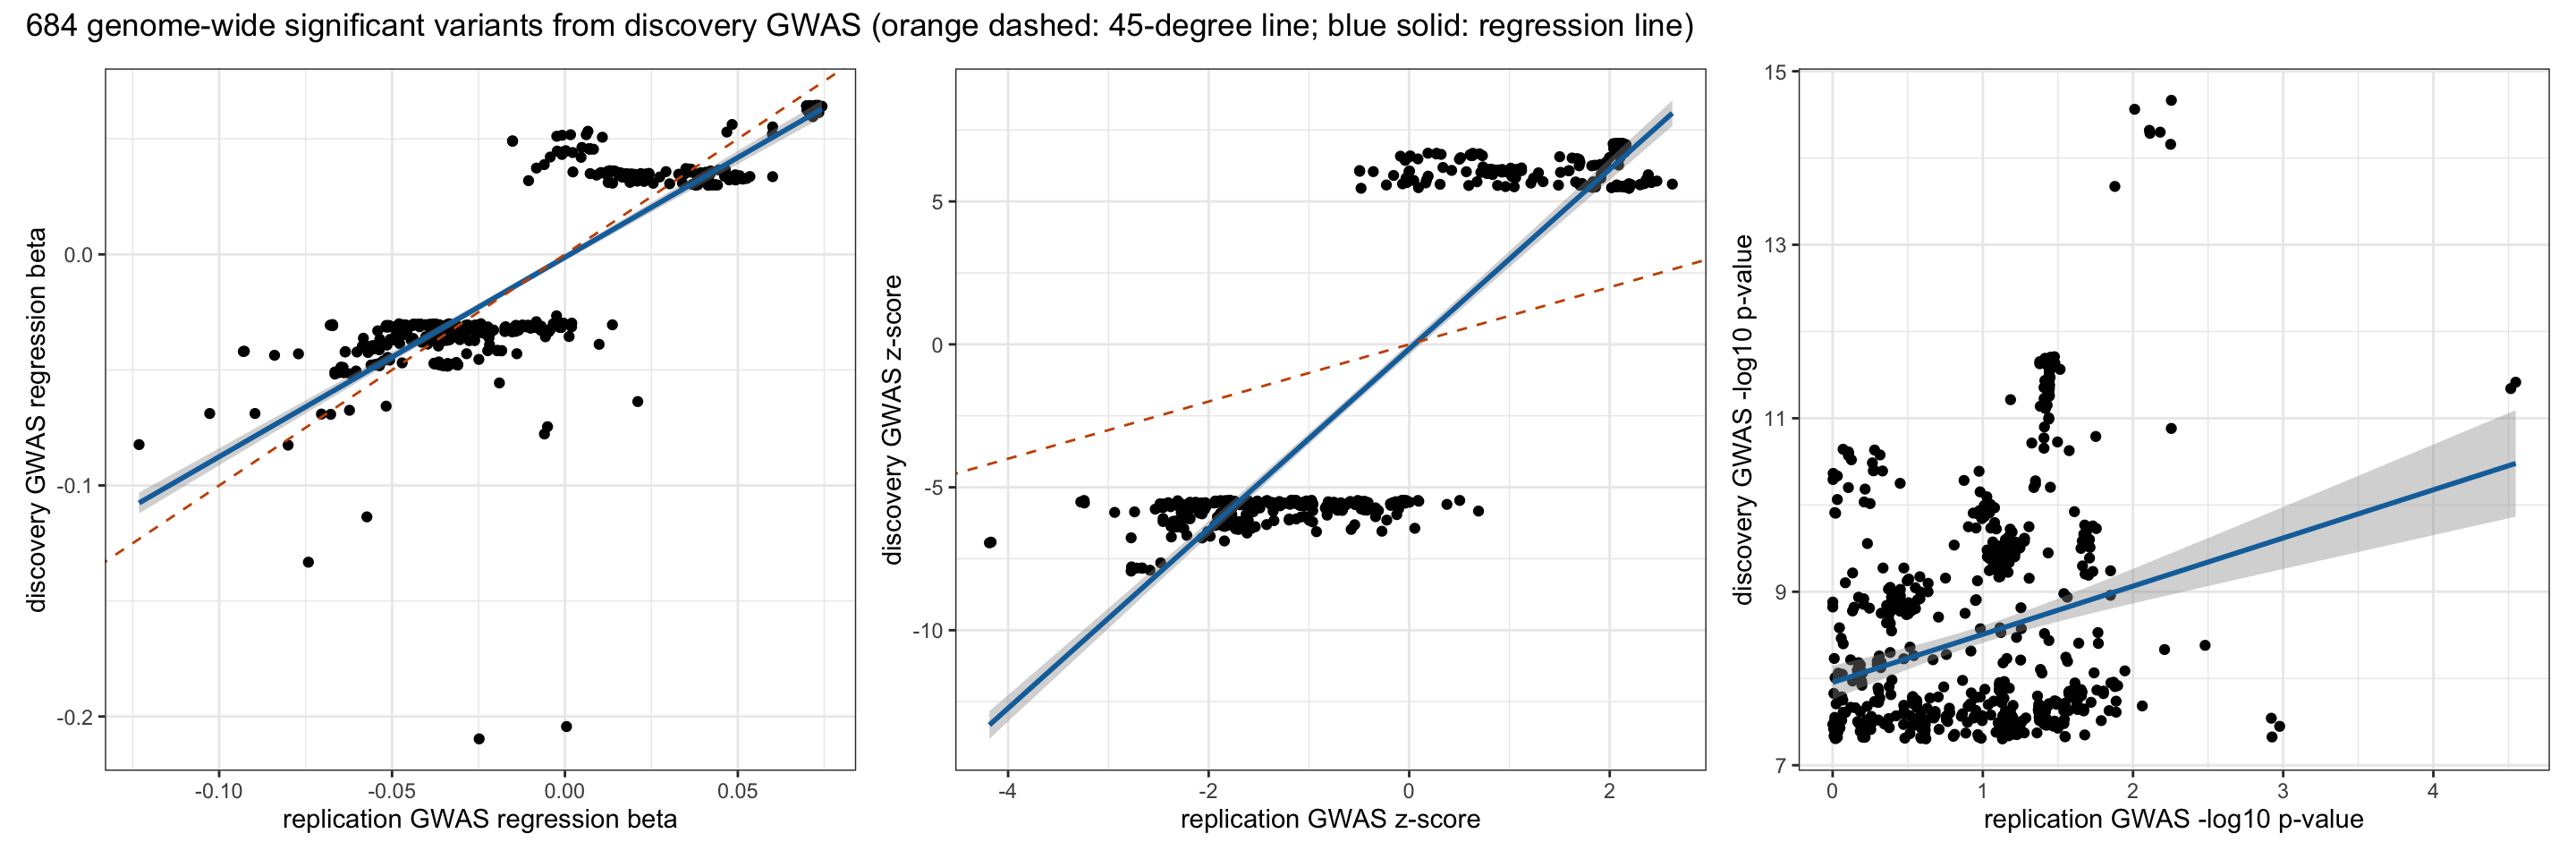 684 genome-wide significant variants from discovery GWAS (orange dashed: 45-degree line; blue solid: regression line)
discovery GWAS regression beta
0.0
-0.1
-0.2
-0.10 -0.05 0.00 0.05
replication GWAS regression beta
discovery GWAS z-score
5
0
-5
-10
-4 -2 0 2
replication GWAS z-score
discovery GWAS -log10 p-value
15
13
11
9
7
0 1 2 3 4
replication GWAS -log10 p-value